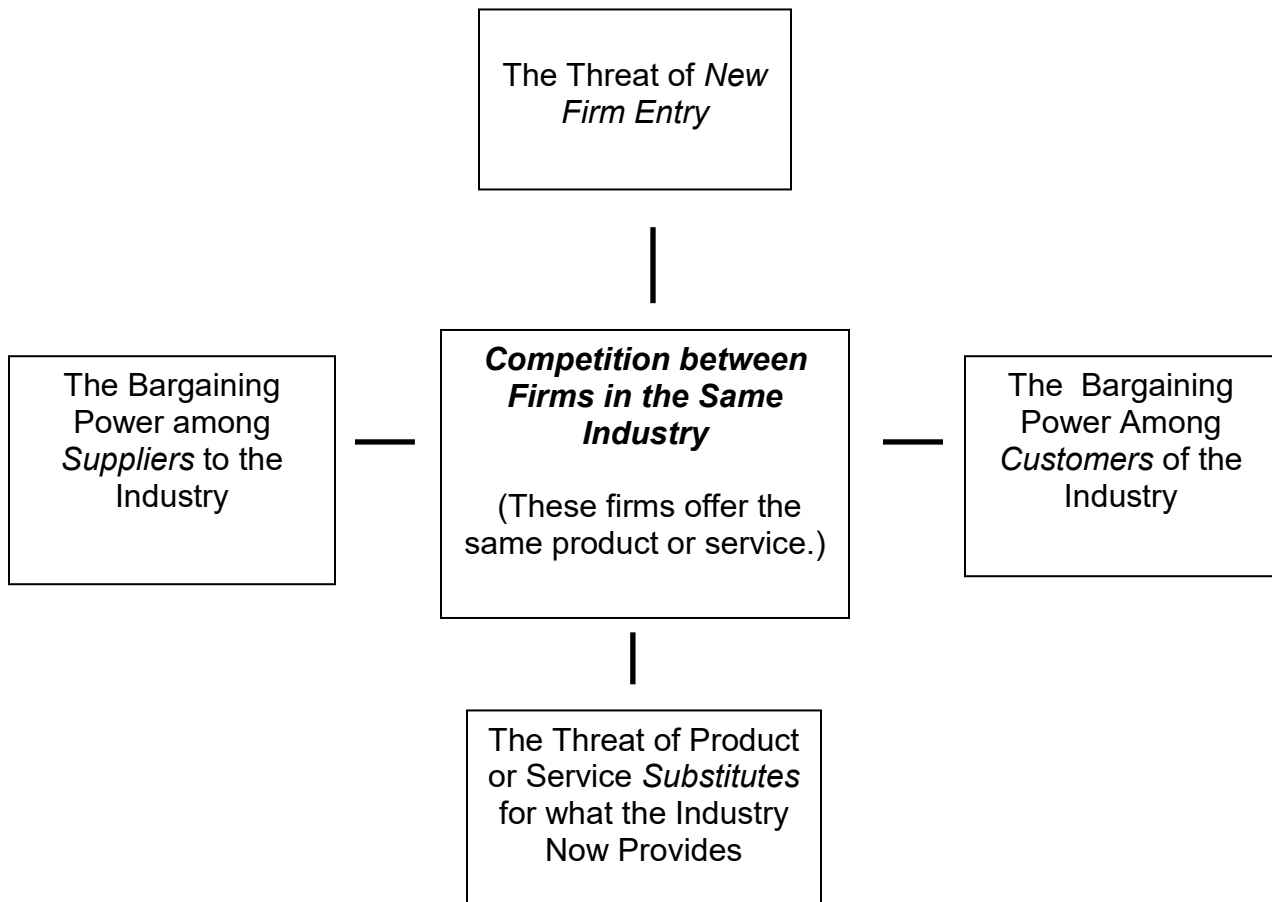 The Threat of New
Firm Entry
The Bargaining
Power among
Suppliers to the
Industry
Competition between
Firms in the Same
Industry
(These firms offer the
same product or service.)
The  Bargaining
Power Among
Customers of the
Industry
The Threat of Product
or Service Substitutes
for what the Industry
Now Provides